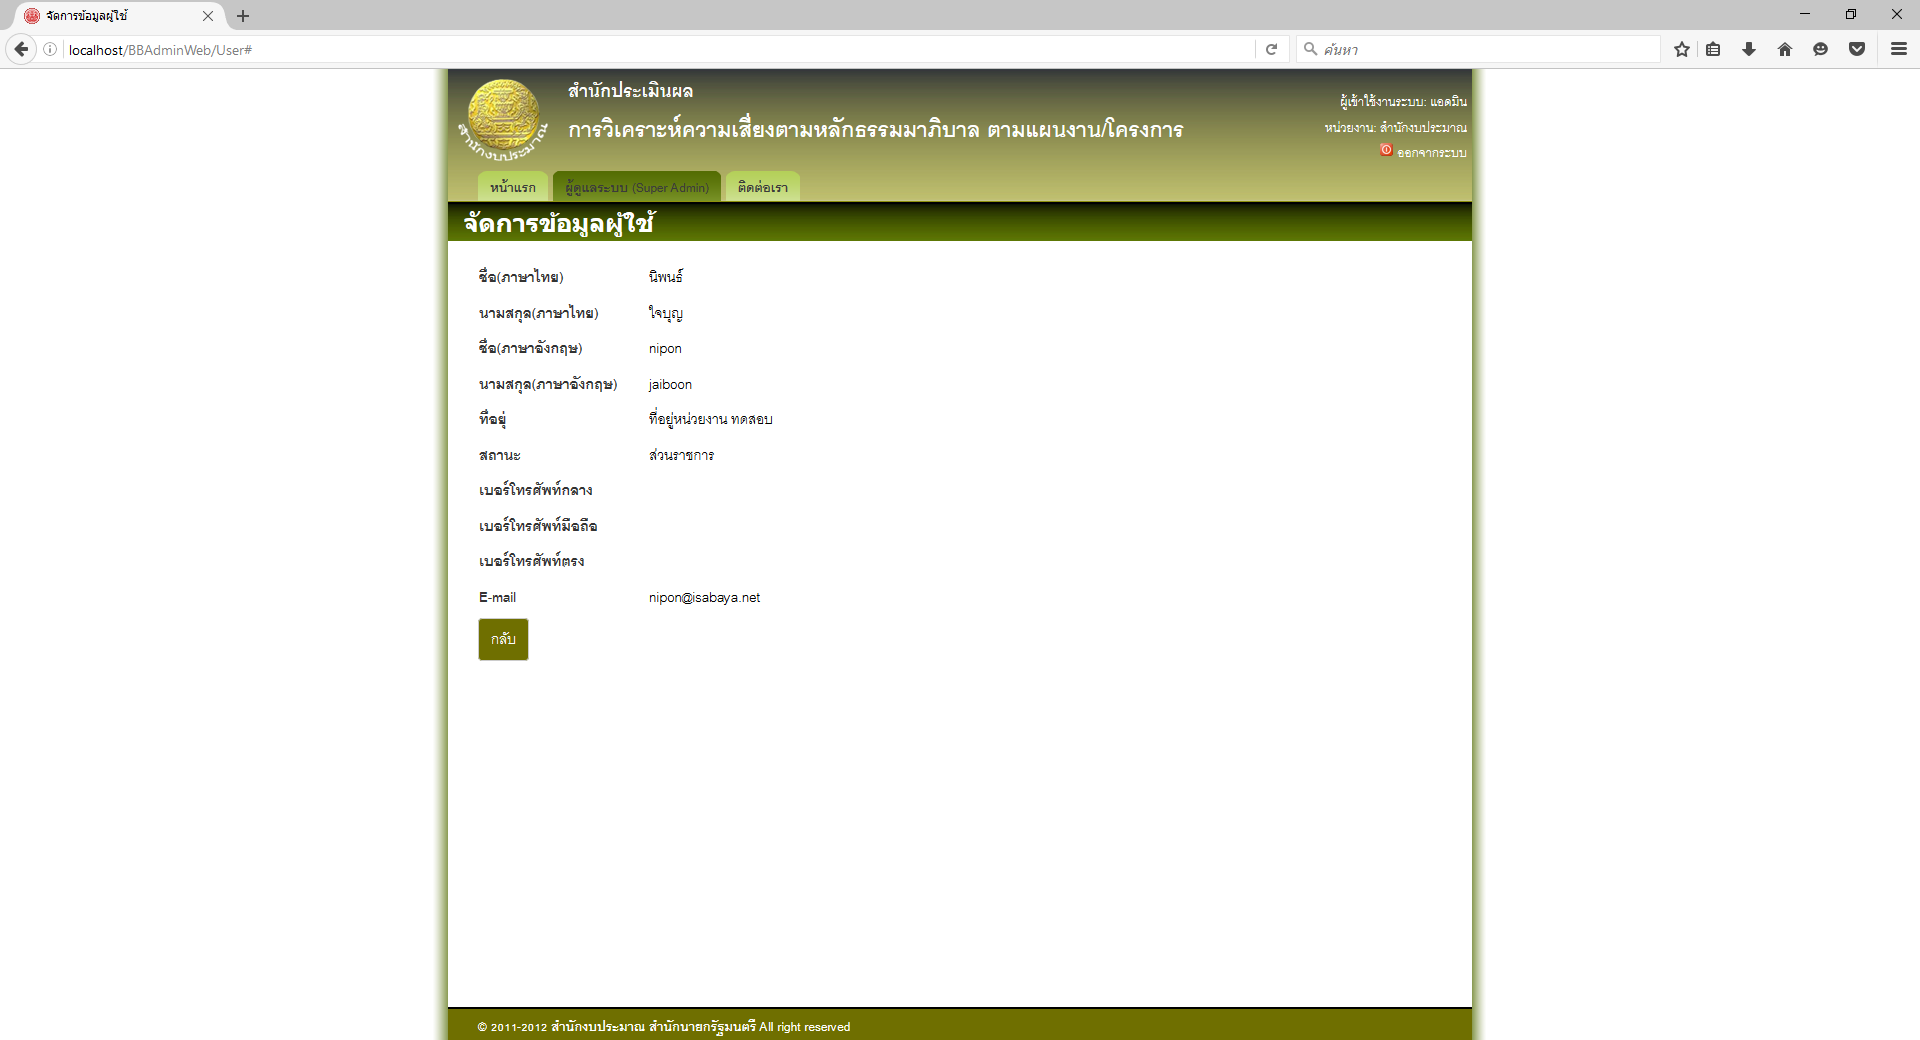 จัดการข้อมูลผู้ใช้
localhost/BBAdminWeb/User#
ค้นหา
สำนักงบประมาณ
สำนักประเมินผล
การวิเคราะห์ความเสี่ยงตามหลักธรรมมาภิบาล ตามแผนงาน/โครงการ
ผู้เข้าใช้งานระบบ: แอดมิน
หน่วยงาน: สำนักงบประมาณ
ออกจากระบบ
หน้าแรก ผู้ดูแลระบบ (Super Admin) ติดต่อเรา
จัดการข้อมูลผู้ใช้
ชื่อ(ภาษาไทย) นิพนธ์
นามสกุล(ภาษาไทย) ใจบุญ
ชื่อ(ภาษาอังกฤษ) nipon
นามสกุล(ภาษาอังกฤษ) jaiboon
ที่อยู่ ที่อยู่หน่วยงาน ทดสอบ
สถานะ ส่วนราชการ
เบอร์โทรศัพท์กลาง
เบอร์โทรศัพท์มือถือ
เบอร์โทรศัพท์ตรง
E-mail nipon@isabaya.net
กลับ
© 2011-2012 สำนักงบประมาณ สำนักนายกรัฐมนตรี All right reserved